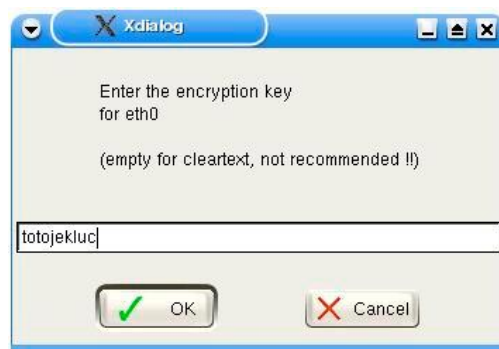 Xdialog
Enter the encryption key
for eth0
(empty for cleartext, not recommended !!)
totojekluc
OK
Cancel